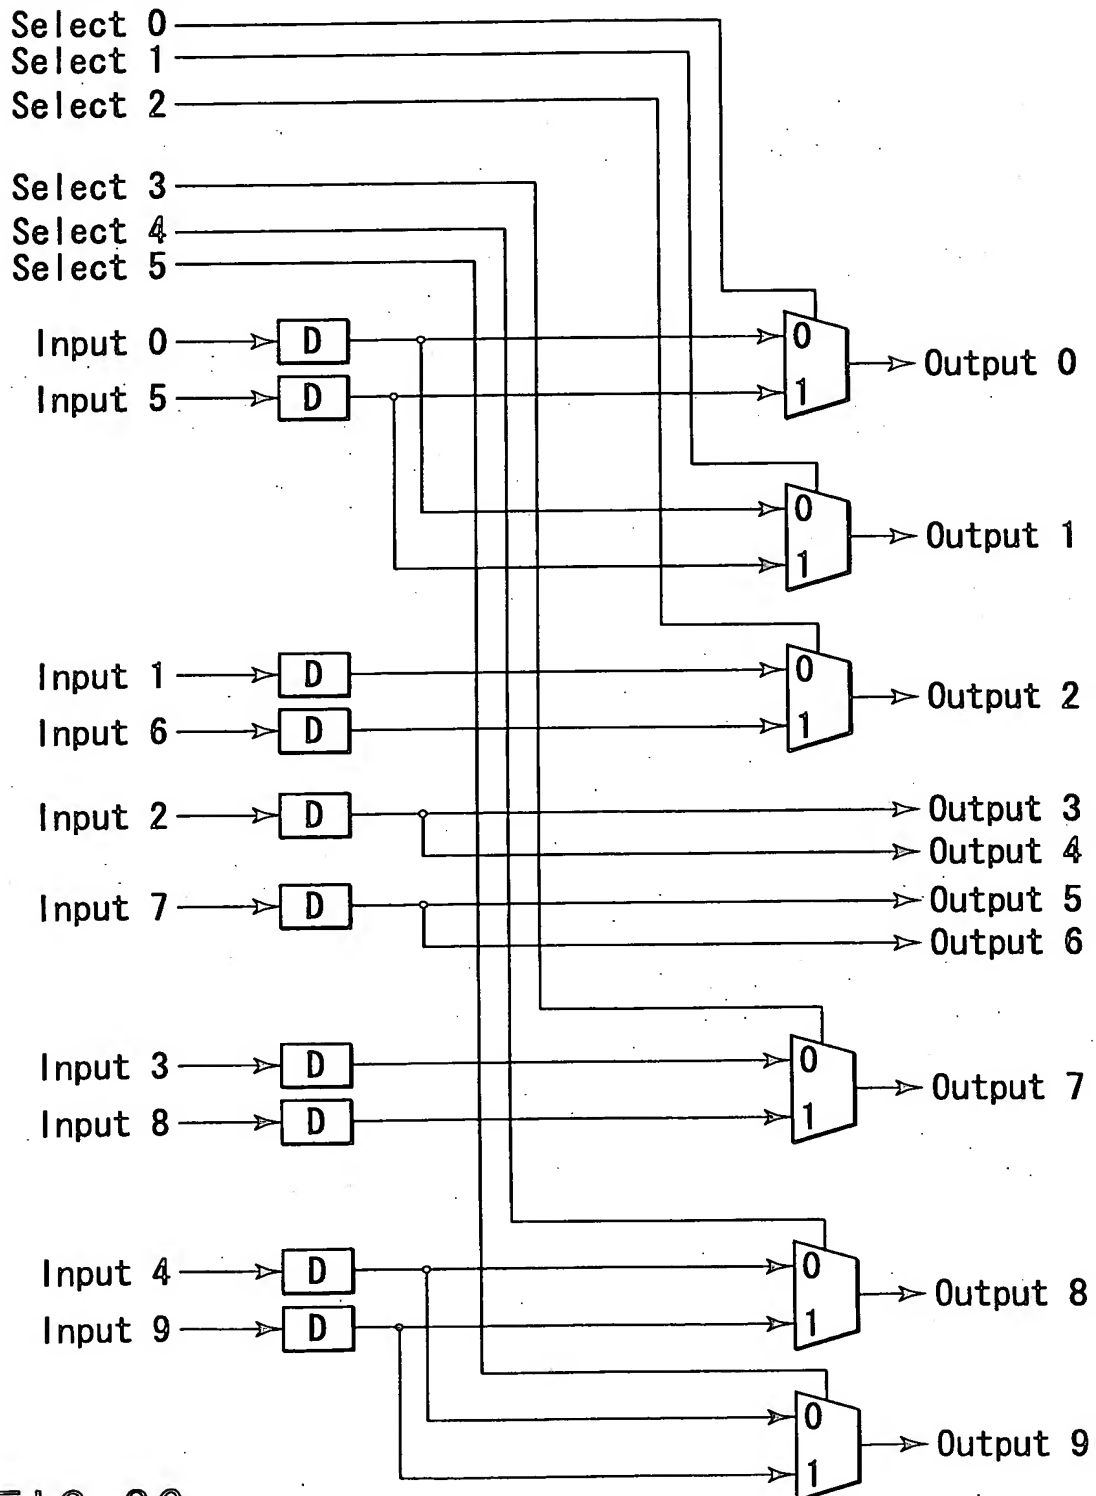 Select 0
Select 1
Select 2
Select 3
Select 4
Select 5
Input 0
D
0
Output 0
Input 5
D
1
0
Output 1
1
Input 1
D
0
Output 2
Input 6
D
1
Input 2
D
Output 3
Output 4
Input 7
D
Output 5
Output 6
Input 3
D
0
Output 7
Input 8
D
1
Input 4
D
0
Output 8
Input 9
D
1
0
Output 9
1